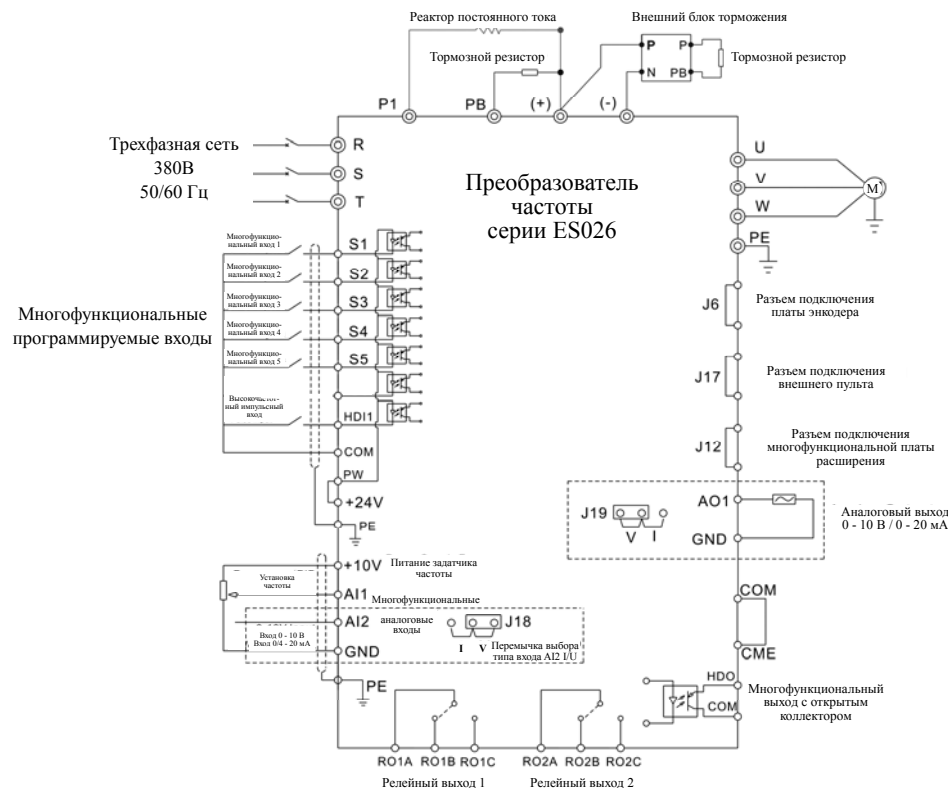 Реактор постоянного тока
Внешний блок торможения
Тормозной резистор
P
P
N
PB
Тормозной резистор
P1
PB
(+)
(-)
Трехфазная сеть
380В
50/60 Гц
R
S
T
Преобразователь
частоты
серии ES026
U
V
W
M
PE
Многофункциональные
программируемые входы
Многофункцио-
нальный вход 1
S1
Многофункцио-
нальный вход 2
S2
Многофункцио-
нальный вход 3
S3
Многофункцио-
нальный вход 4
S4
Многофункцио-
нальный вход 5
S5
ный импульсный
вход
HDI1
COM
PW
+24V
PE
J6
Разъем подключения
платы энкодера
J17
Разъем подключения
внешнего пульта
J12
Разъем подключения
многофункциональной платы
расширения
J19
V
I
AO1
GND
Аналоговый выход
0 - 10 В / 0 - 20 мА
+10V
Питание задатчика
частоты
Установка
частоты
AI1
Многофункциональные
аналоговые
входы
AI2
Вход 0 - 10 В
Вход 0/4 - 20 мА
GND
J18
I
V
Перемычка выбора
типа входа AI2 I/U
PE
COM
CME
HDO
COM
Многофункциональный
выход с открытым
коллектором
RO1A
RO1B
RO1C
RO2A
RO2B
RO2C
Релейный выход 1
Релейный выход 2